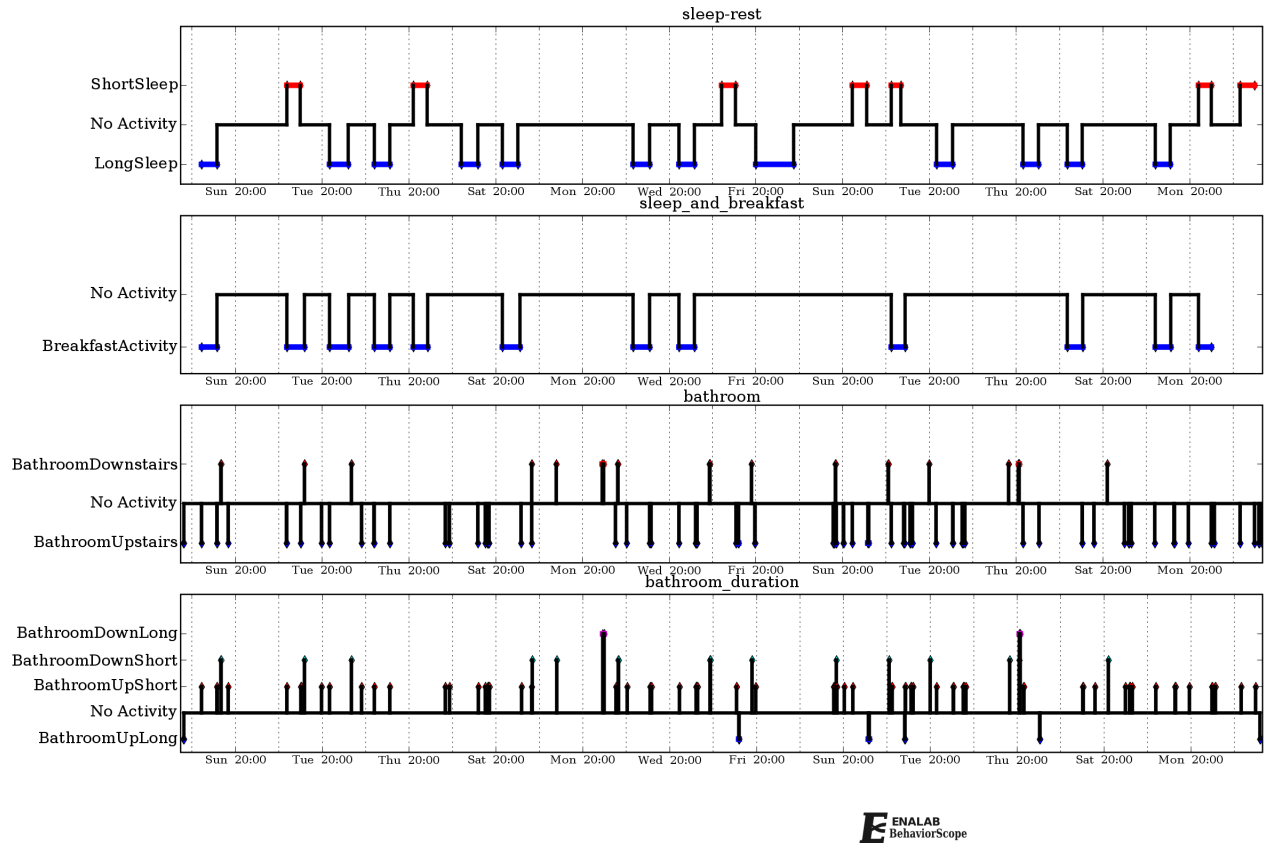 sleep-rest
ShortSleep
No Activity
LongSleep
Sun 20:00 Tue 20:00 Thu 20:00 Sat 20:00 Mon 20:00 Wed 20:00 Fri 20:00 Sun 20:00 Tue 20:00 Thu 20:00 Sat 20:00 Mon 20:00
sleep_and_breakfast
No Activity
BreakfastActivity
Sun 20:00 Tue 20:00 Thu 20:00 Sat 20:00 Mon 20:00 Wed 20:00 Fri 20:00 Sun 20:00 Tue 20:00 Thu 20:00 Sat 20:00 Mon 20:00
bathroom
BathroomDownstairs
No Activity
BathroomUpstairs
Sun 20:00 Tue 20:00 Thu 20:00 Sat 20:00 Mon 20:00 Wed 20:00 Fri 20:00 Sun 20:00 Tue 20:00 Thu 20:00 Sat 20:00 Mon 20:00
bathroom_duration
BathroomDownLong
BathroomDownShort
BathroomUpShort
No Activity
BathroomUpLong
Sun 20:00 Tue 20:00 Thu 20:00 Sat 20:00 Mon 20:00 Wed 20:00 Fri 20:00 Sun 20:00 Tue 20:00 Thu 20:00 Sat 20:00 Mon 20:00
ENALAB
BehaviorScope